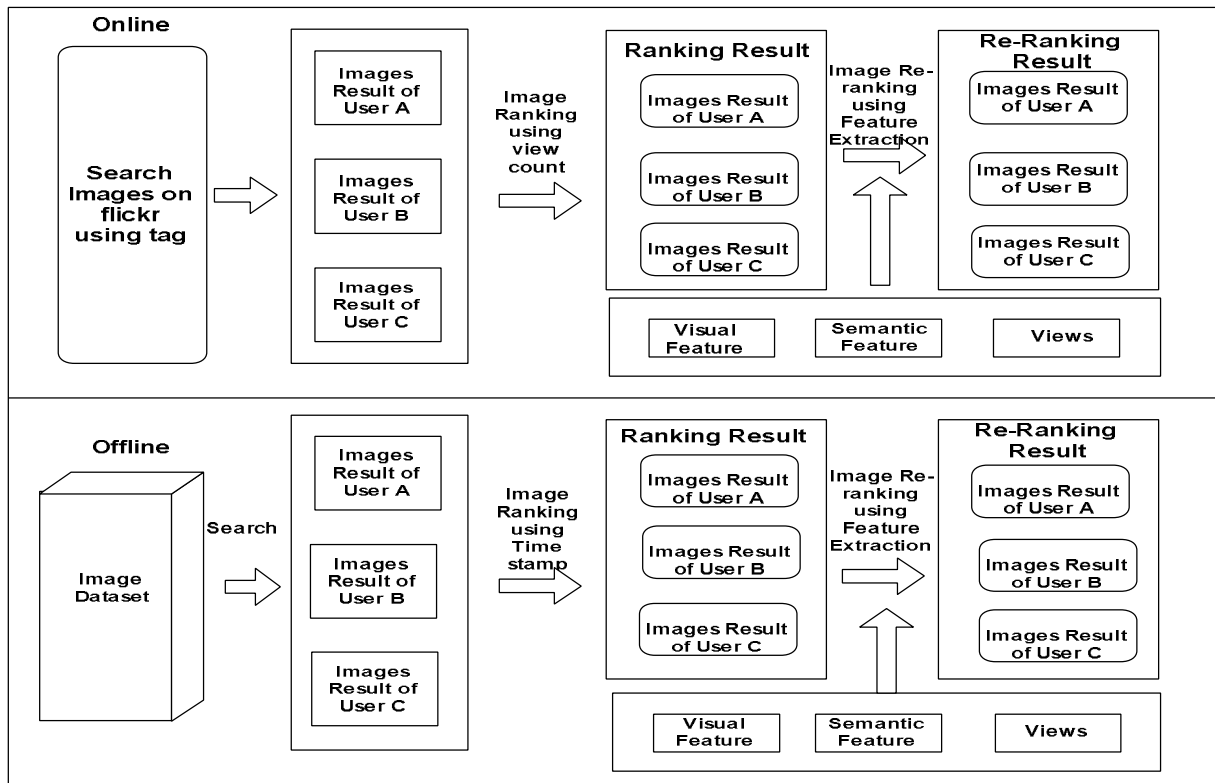 Online
Search
Images on
flickr
using tag
Images
Result of
User A
Images
Result of
User B
Images
Result of
User C
Image
Ranking
using
view
count
Ranking Result
Images Result
of User A
Images Result
of User B
Images Result
of User C
Image Re-
ranking
using
Feature
Extraction
Re-Ranking
Result
Images Result
of User A
Images Result
of User B
Images Result
of User C
Visual
Feature
Semantic
Feature
Views
Offline
Image
Dataset
Search
Images
Result of
User A
Images
Result of
User B
Images
Result of
User C
Image
Ranking
using
Time
stamp
Ranking Result
Images Result
of User A
Images Result
of User B
Images Result
of User C
Image Re-
ranking
using
Feature
Extraction
Re-Ranking
Result
Images Result
of User A
Images Result
of User B
Images Result
of User C
Visual
Feature
Semantic
Feature
Views